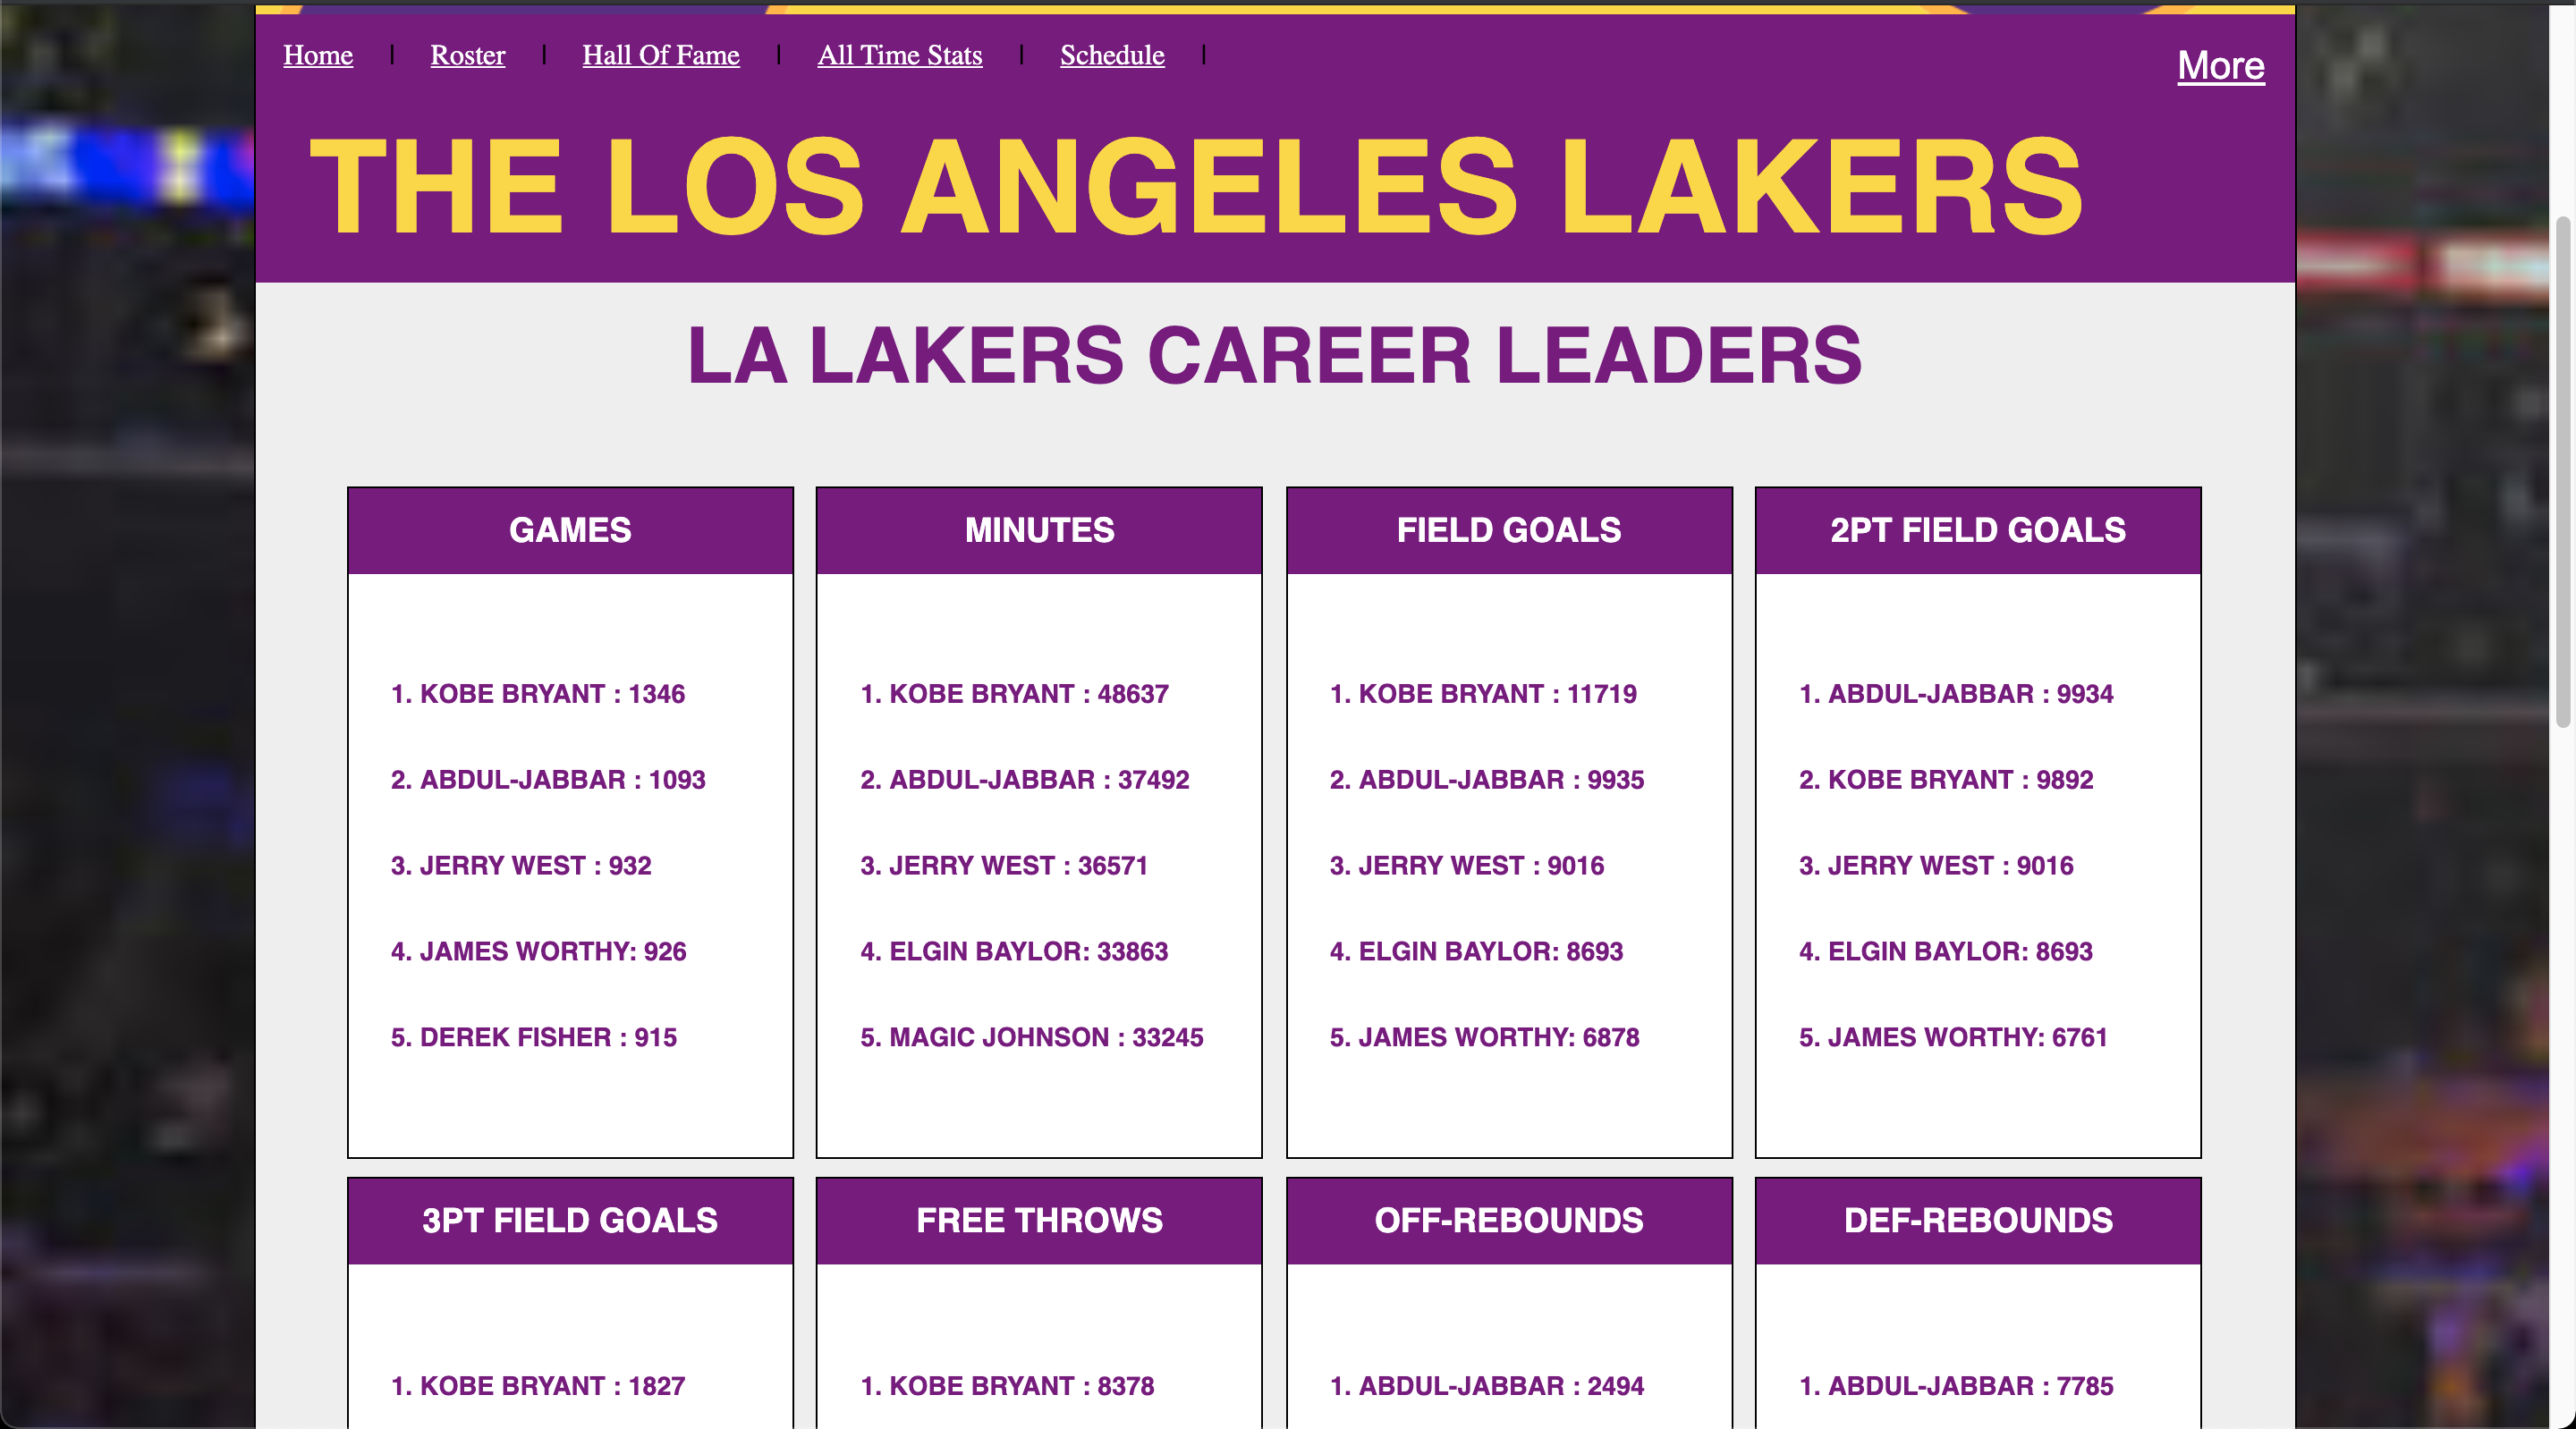 Home | Roster | Hall Of Fame | All Time Stats | Schedule |
More
THE LOS ANGELES LAKERS
LA LAKERS CAREER LEADERS
GAMES
1. KOBE BRYANT : 1346
2. ABDUL-JABBAR : 1093
3. JERRY WEST : 932
4. JAMES WORTHY: 926
5. DEREK FISHER : 915
MINUTES
1. KOBE BRYANT : 48637
2. ABDUL-JABBAR : 37492
3. JERRY WEST : 36571
4. ELGIN BAYLOR: 33863
5. MAGIC JOHNSON : 33245
FIELD GOALS
1. KOBE BRYANT : 11719
2. ABDUL-JABBAR : 9935
3. JERRY WEST : 9016
4. ELGIN BAYLOR: 8693
5. JAMES WORTHY: 6878
2PT FIELD GOALS
1. ABDUL-JABBAR : 9934
2. KOBE BRYANT : 9892
3. JERRY WEST : 9016
4. ELGIN BAYLOR: 8693
5. JAMES WORTHY: 6761
3PT FIELD GOALS
1. KOBE BRYANT : 1827
FREE THROWS
1. KOBE BRYANT : 8378
OFF-REBOUNDS
1. ABDUL-JABBAR : 2494
DEF-REBOUNDS
1. ABDUL-JABBAR : 7785